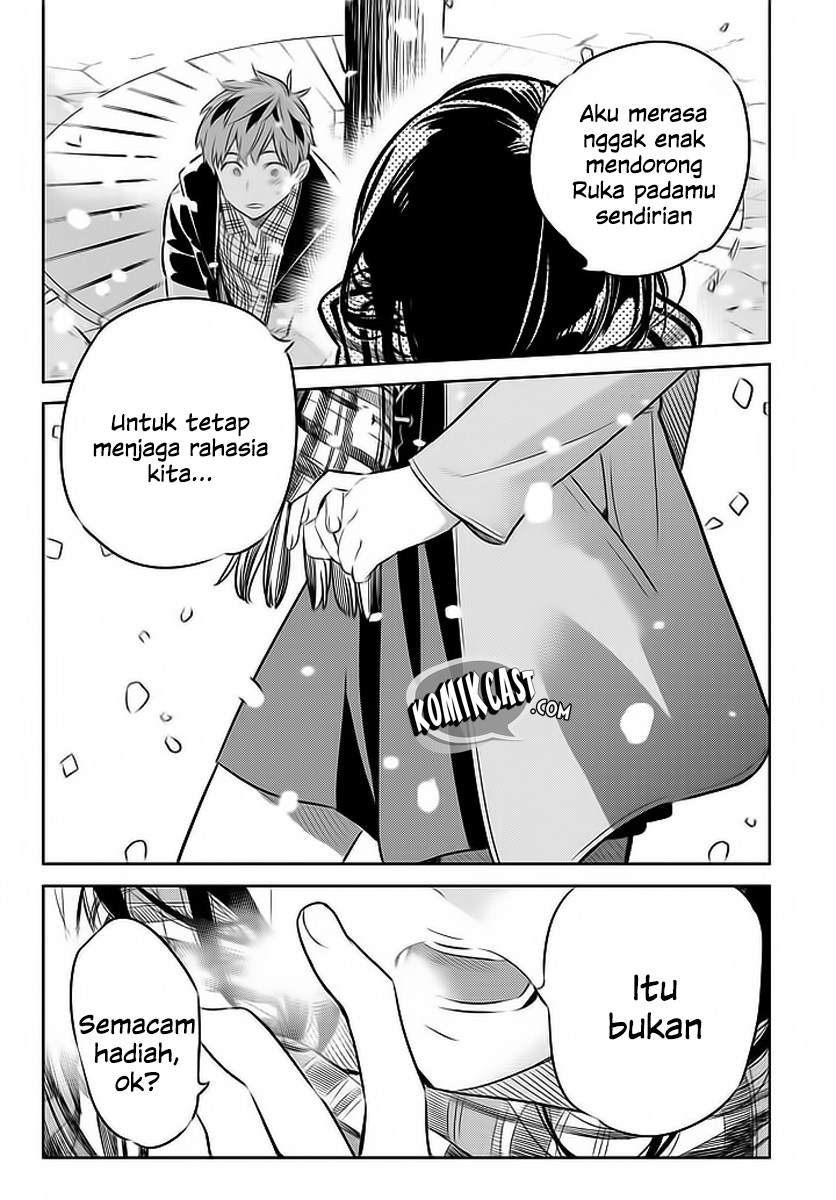 Aku merasa
nggak enak
mendorong
Ruka padamu
sendirian
Untuk tetap
menjaga rahasia
kita...
KOMIKCAST
.COM
Itu
bukan
Semacam
hadiah,
ok?